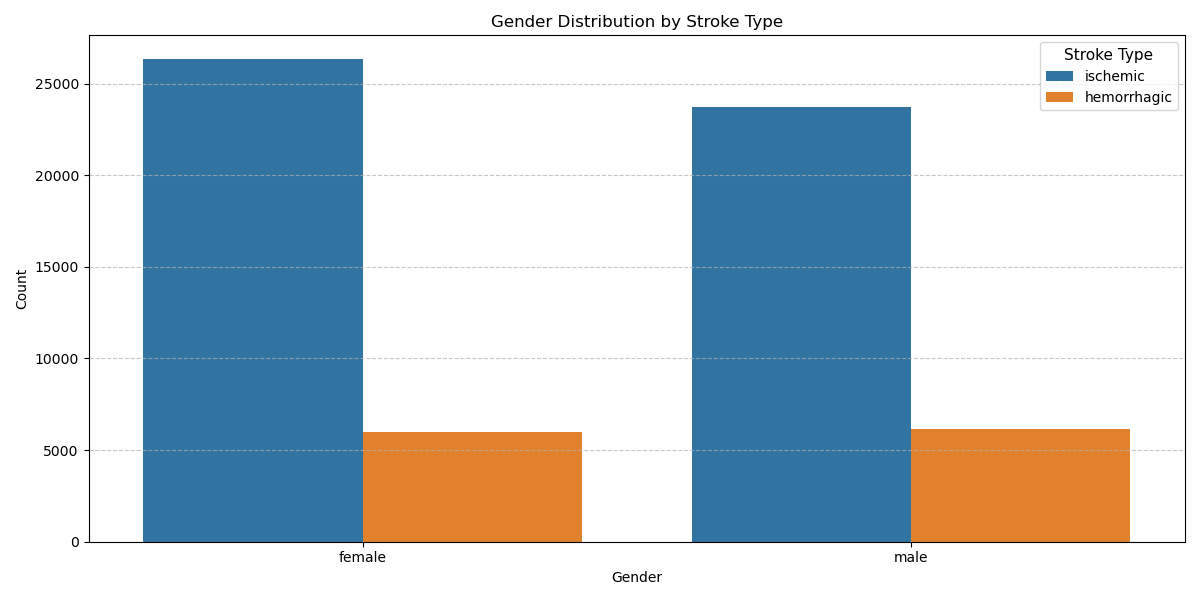 Gender Distribution by Stroke Type
Stroke Type
ischemic
hemorrhagic
25000
20000
15000
10000
5000
0
Count
female
male
Gender